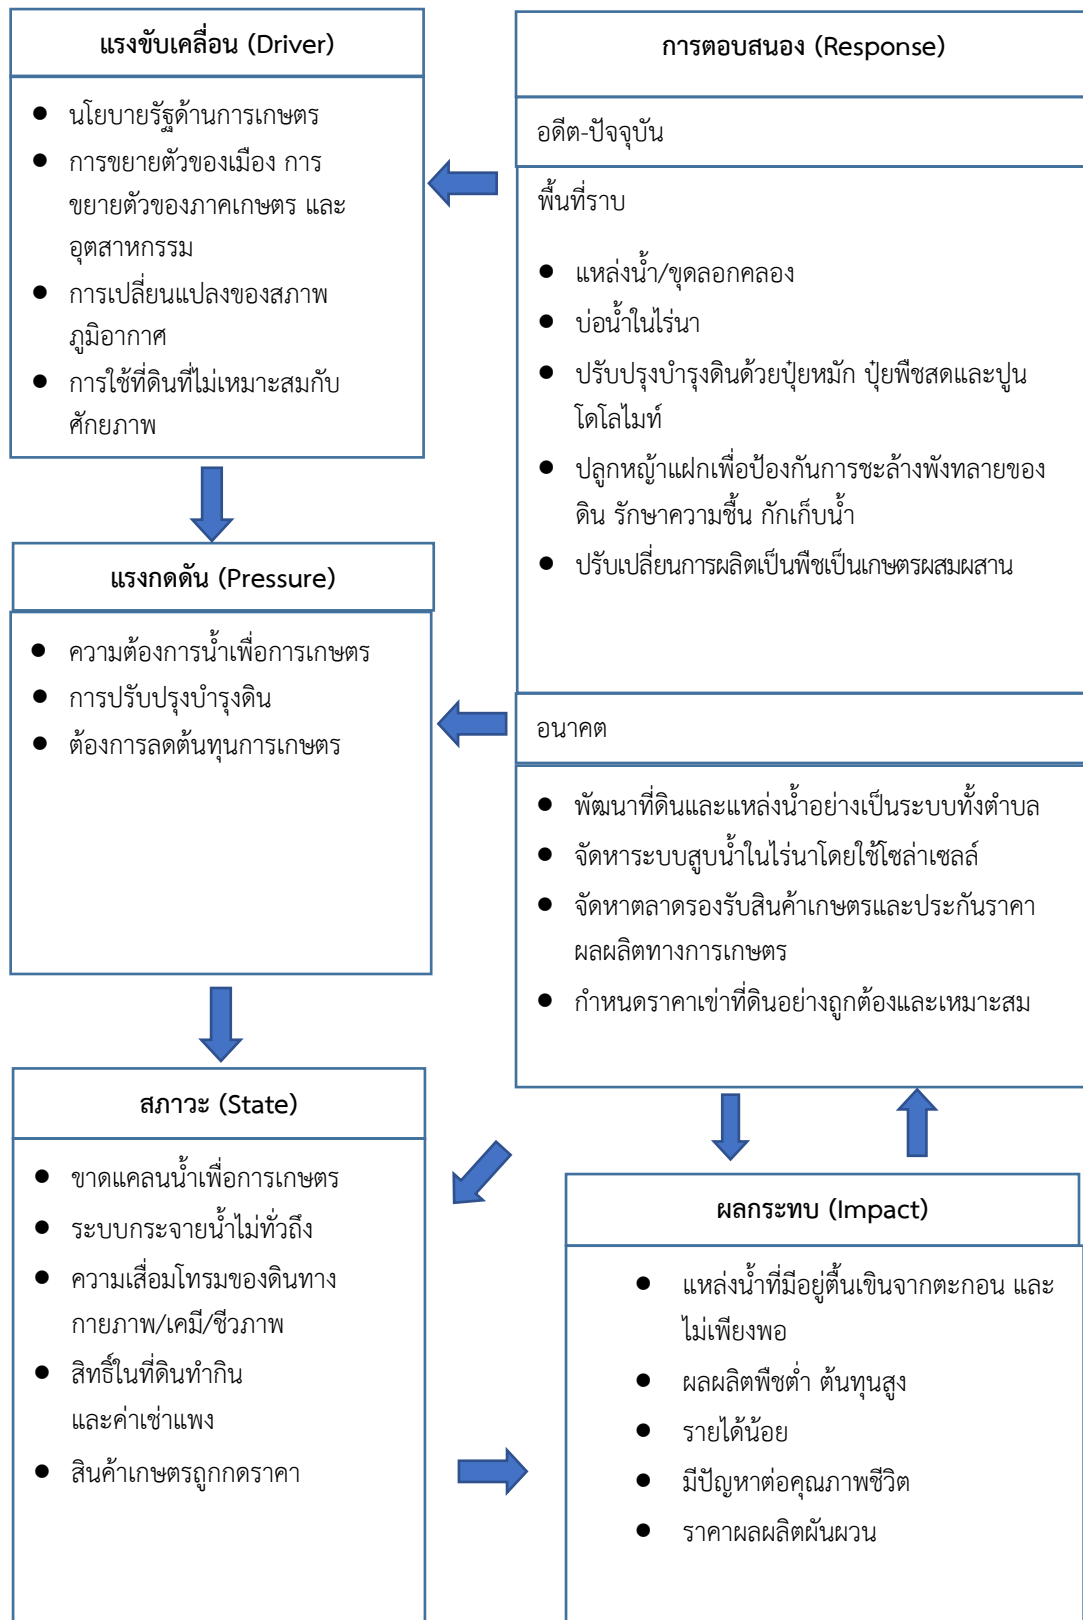 แรงขับเคลื่อน (Driver)
● นโยบายรัฐด้านการเกษตร
● การขยายตัวของเมือง การ
ขยายตัวของภาคเกษตร และ
อุตสาหกรรม
● การเปลี่ยนแปลงของสภาพ
ภูมิอากาศ
● การใช้ที่ดินที่ไม่เหมาะสมกับ
ศักยภาพ
แรงกดดัน (Pressure)
● ความต้องการน้ำเพื่อการเกษตร
● การปรับปรุงบำรุงดิน
● ต้องการลดต้นทุนการเกษตร
สภาวะ (State)
● ขาดแคลนน้ำเพื่อการเกษตร
● ระบบกระจายน้ำไม่ทั่วถึง
● ความเสื่อมโทรมของดินทาง
กายภาพ/เคมี/ชีวภาพ
● สิทธิ์ในที่ดินทำกิน
และค่าเช่าแพง
● สินค้าเกษตรถูกกดราคา
การตอบสนอง (Response)
อดีต-ปัจจุบัน
พื้นที่ราบ
● แหล่งน้ำ/ขุดลอกคลอง
● บ่อน้ำในไร่นา
● ปรับปรุงบำรุงดินด้วยปุ๋ยหมัก ปุ๋ยพืชสดและปูน
โดโลไมท์
● ปลูกหญ้าแฝกเพื่อป้องกันการชะล้างพังทลายของ
ดิน รักษาความชื้น กักเก็บน้ำ
● ปรับเปลี่ยนการผลิตเป็นพืชเป็นเกษตรผสมผสาน
อนาคต
● พัฒนาที่ดินและแหล่งน้ำอย่างเป็นระบบทั้งตำบล
● จัดหาระบบสูบน้ำในไร่นาโดยใช้โซล่าเซลล์
● จัดหาตลาดรองรับสินค้าเกษตรและประกันราคา
ผลผลิตทางการเกษตร
● กำหนดราคาเข่าที่ดินอย่างถูกต้องและเหมาะสม
ผลกระทบ (Impact)
● แหล่งน้ำที่มีอยู่ตื้นเขินจากตะกอน และ
ไม่เพียงพอ
● ผลผลิตพืชต่ำ ต้นทุนสูง
● รายได้น้อย
● มีปัญหาต่อคุณภาพชีวิต
● ราคาผลผลิตผันผวน